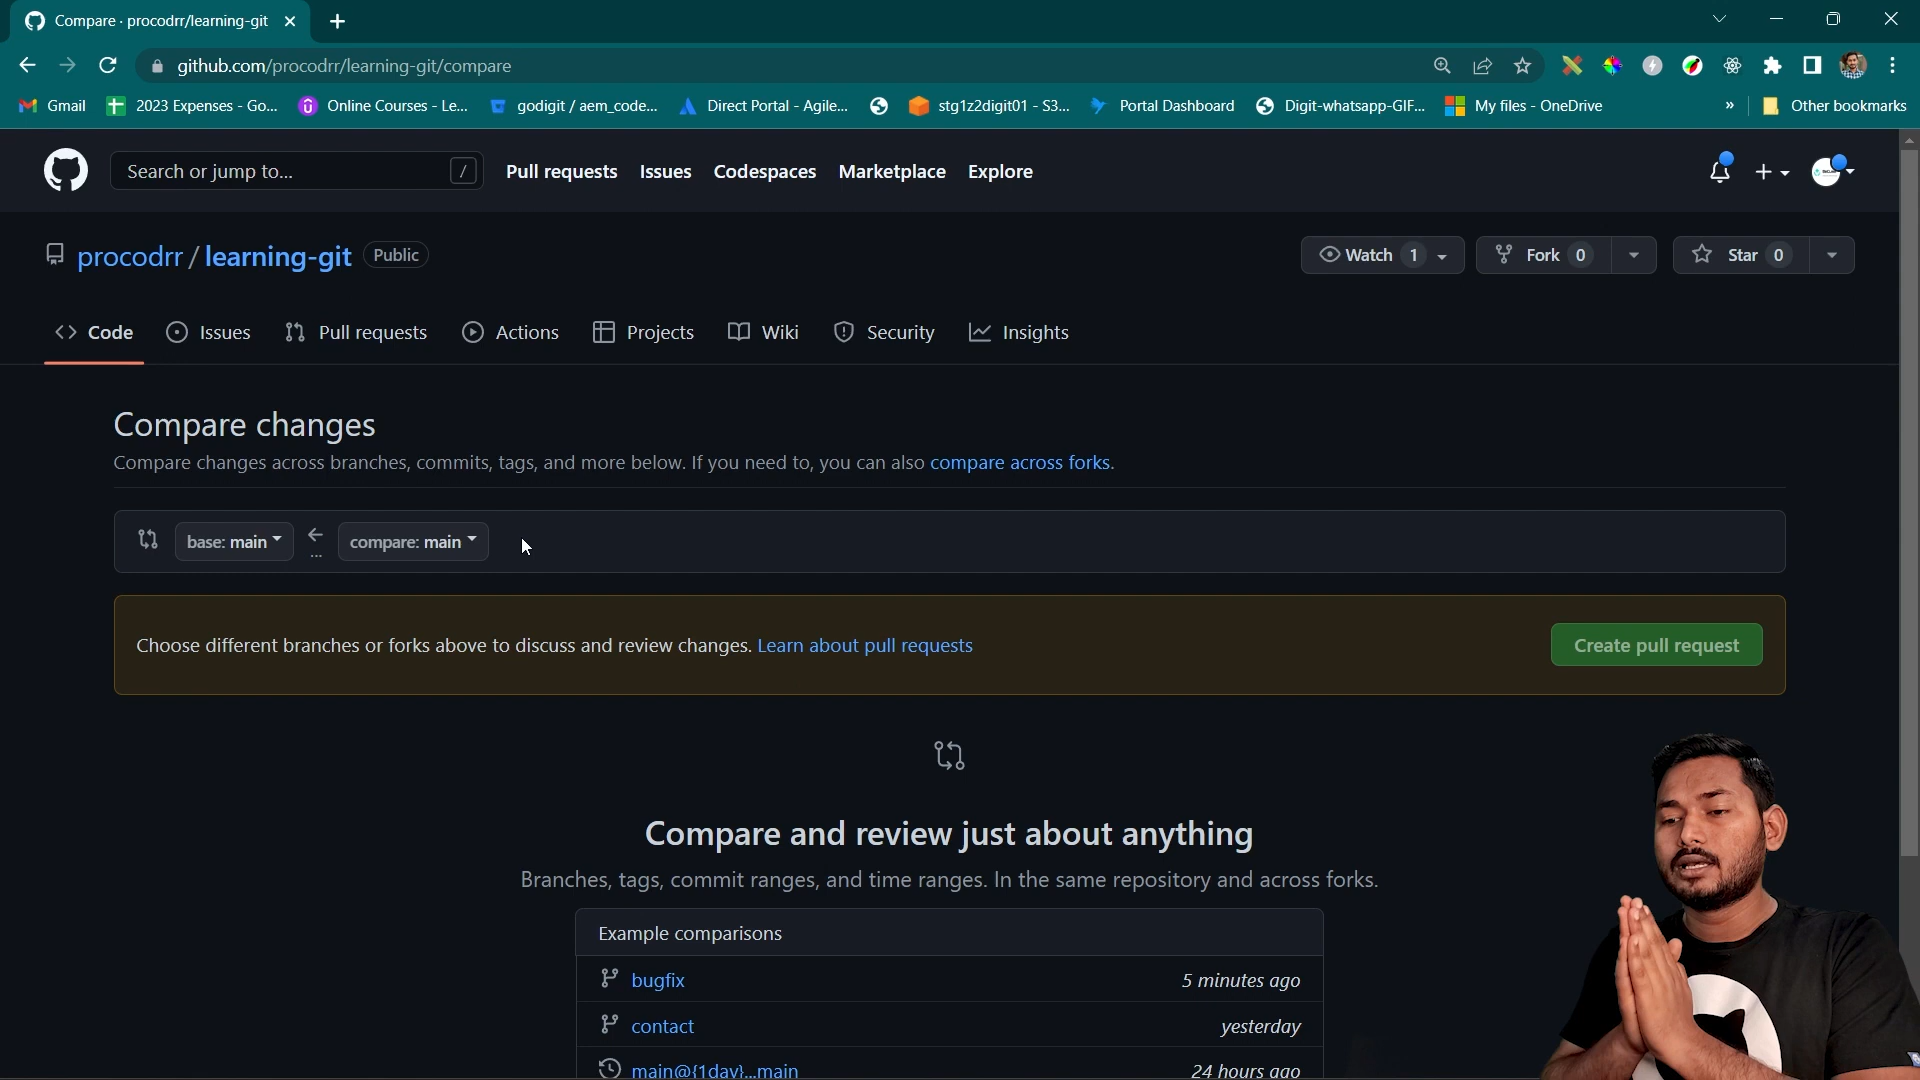 Compare · procodrr/learning-git
github.com/procodrr/learning-git/compare
Gmail 2023 Expenses - Go... Online Courses - Le... godigit / aem_code... Direct Portal - Agile... stg1z2digit01 - S3... Portal Dashboard Digit-whatsapp-GIF... My files - OneDrive » Other bookmarks
Search or jump to... / Pull requests Issues Codespaces Marketplace Explore
procodrr / learning-git Public Watch 1 Fork 0 Star 0
Code Issues Pull requests Actions Projects Wiki Security Insights
Compare changes
Compare changes across branches, commits, tags, and more below. If you need to, you can also compare across forks.
base: main ... compare: main
Choose different branches or forks above to discuss and review changes. Learn about pull requests Create pull request
Compare and review just about anything
Branches, tags, commit ranges, and time ranges. In the same repository and across forks.
Example comparisons
bugfix 5 minutes ago
contact yesterday
main@{1day}...main 24 hours ago